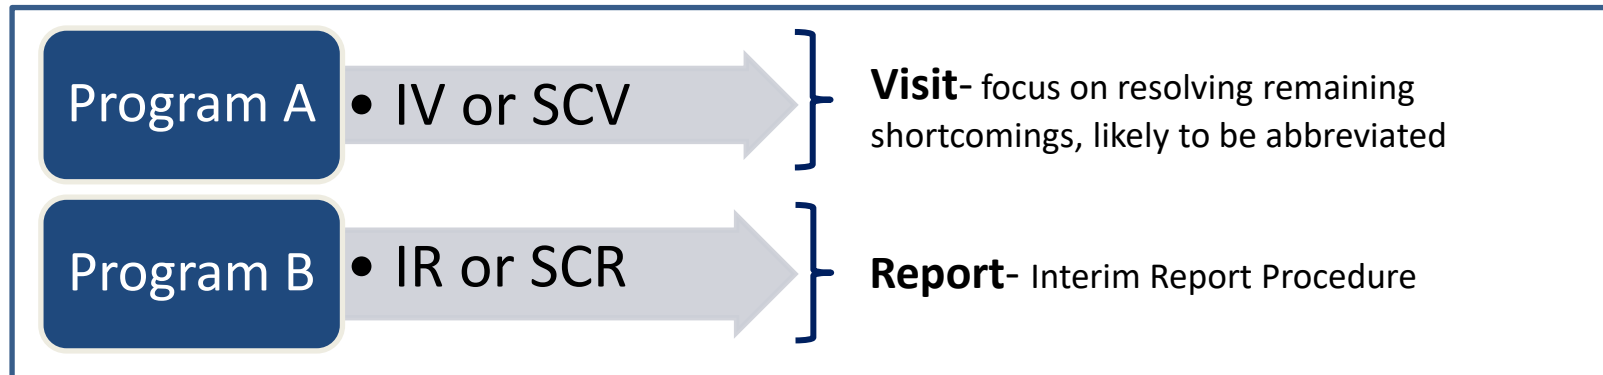 Program A
• IV or SCV
Visit- focus on resolving remaining
shortcomings, likely to be abbreviated
Program B
• IR or SCR
Report- Interim Report Procedure